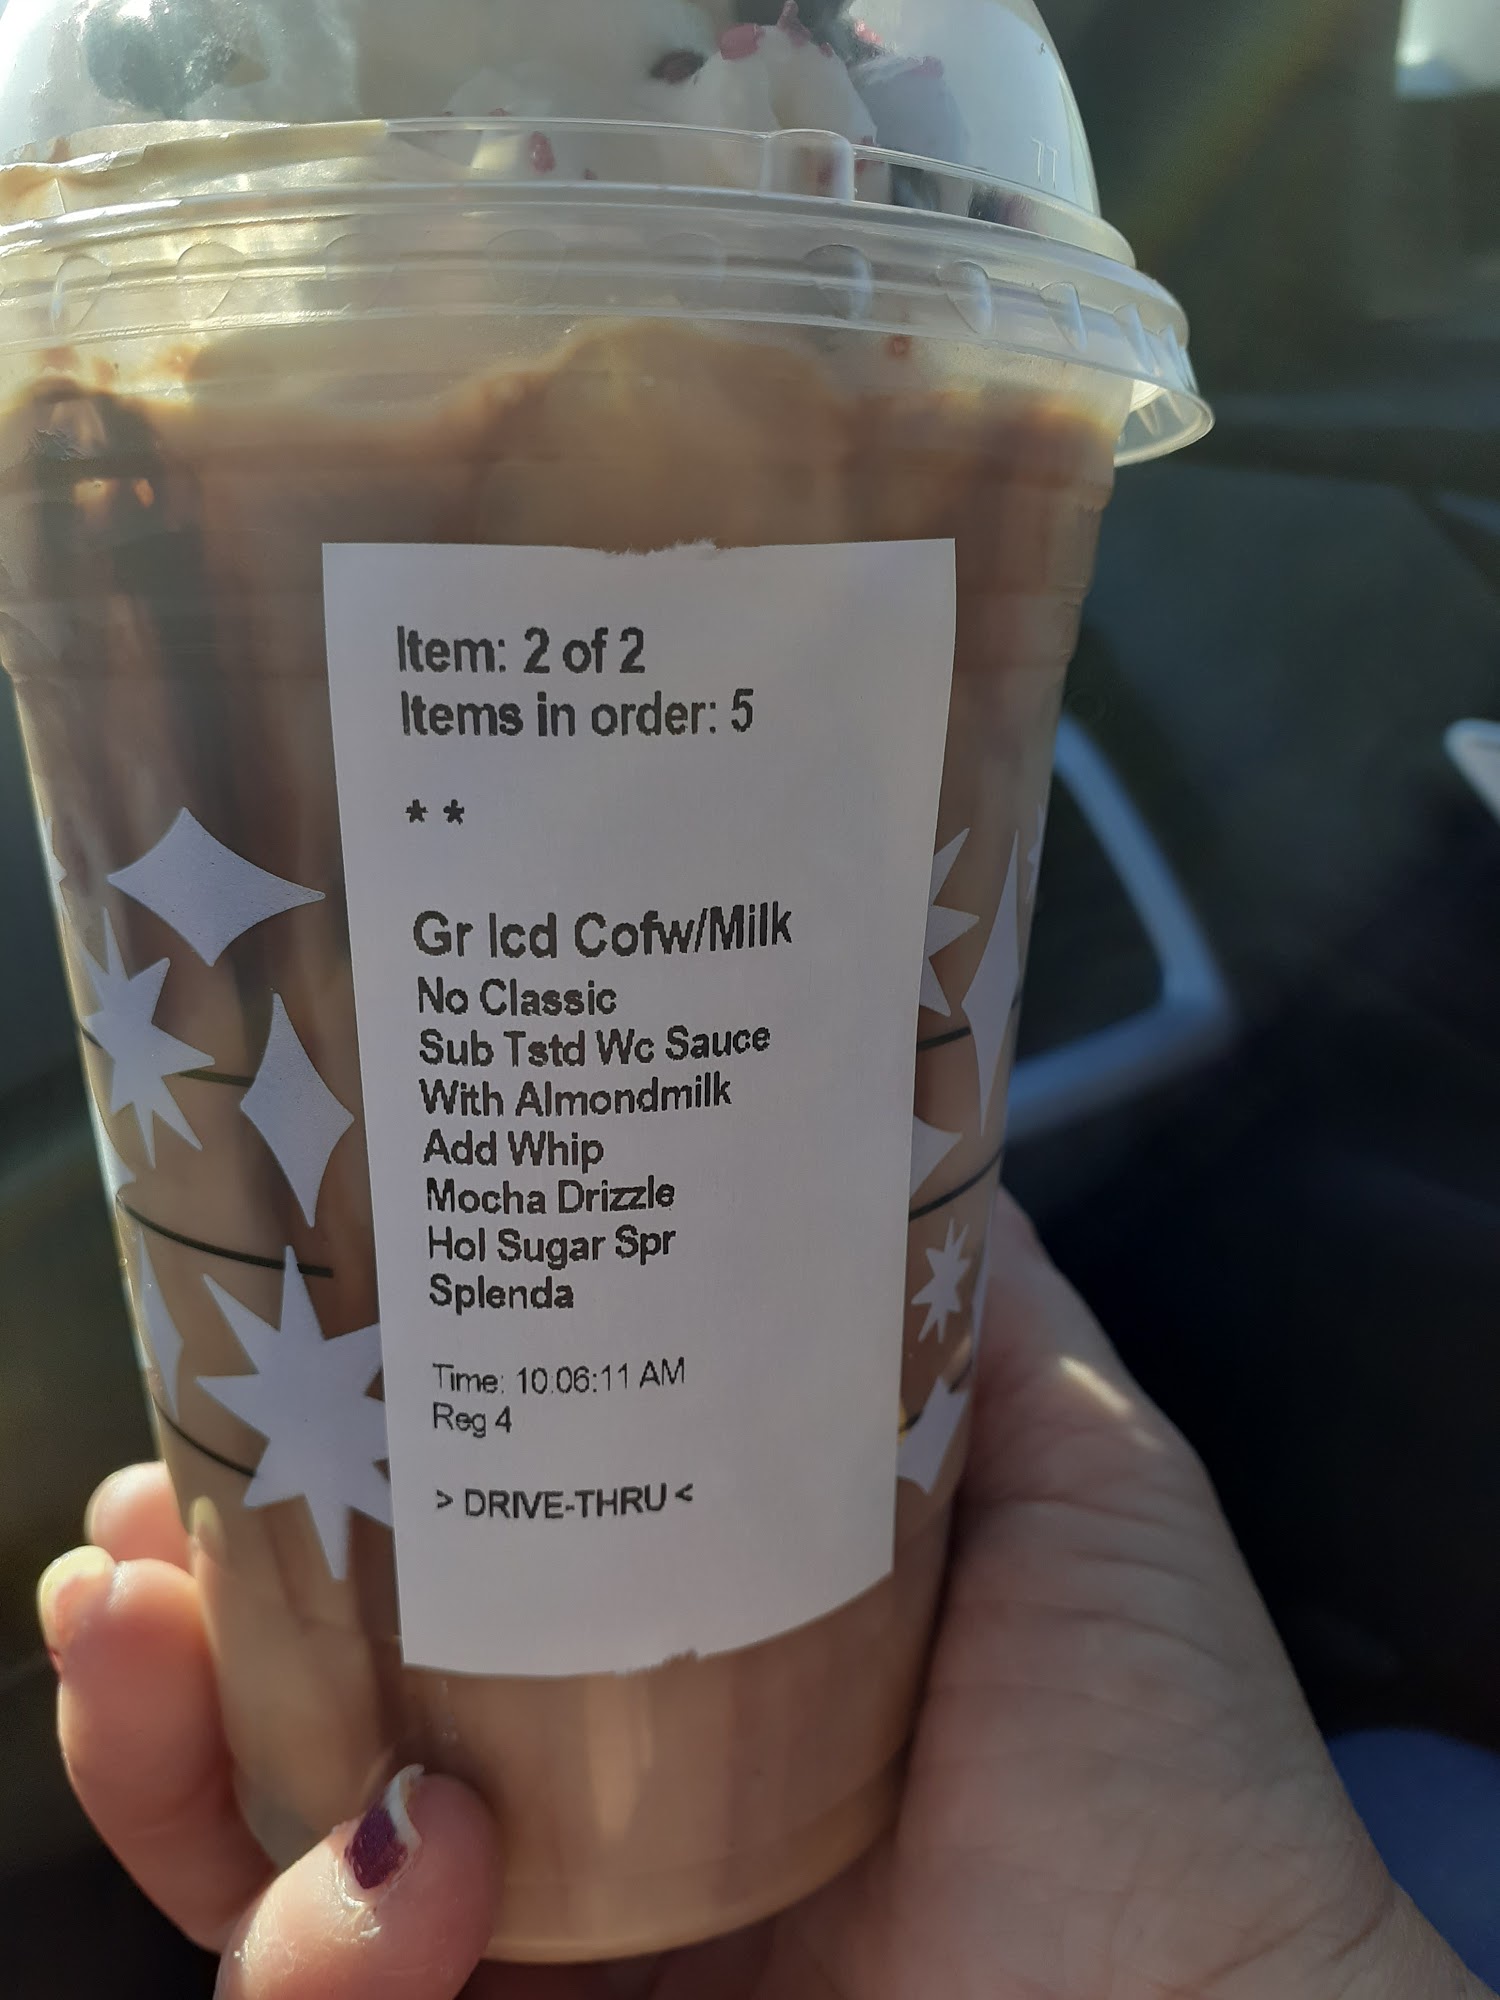 Item: 2 of 2
Items in order: 5
* *
Gr Icd Cofw/Milk
No Classic
Sub Tstd Wc Sauce
With Almondmilk
Add Whip
Mocha Drizzle
Hol Sugar Spr
Splenda
Time: 10:06:11 AM
Reg 4
> DRIVE-THRU <